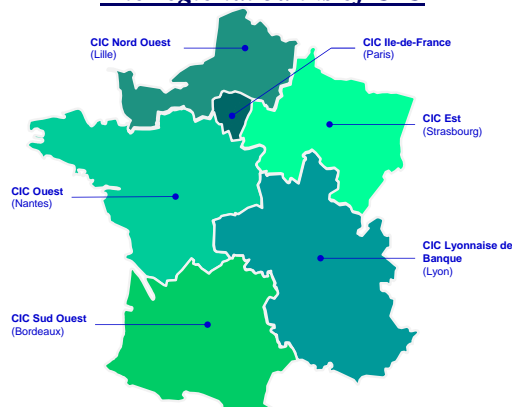 CIC Nord Ouest
(Lille)
CIC Ile-de-France
(Paris)
CIC Est
(Strasbourg)
CIC Ouest
(Nantes)
CIC Lyonnaise de
Banque
(Lyon)
CIC Sud Ouest
(Bordeaux)